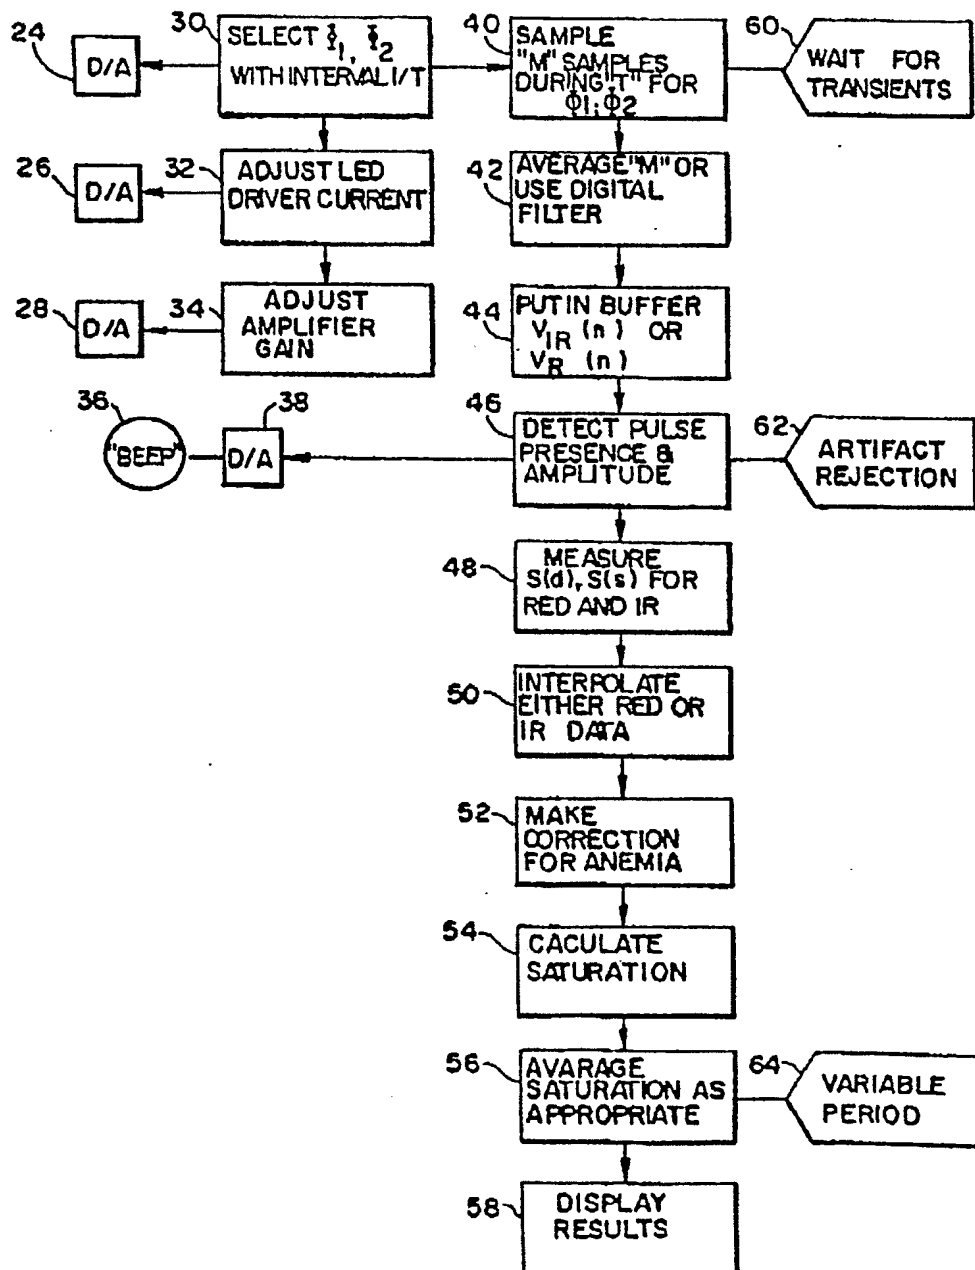 24
D/A
30
SELECT Φ1, Φ2
WITH INTERVAL 1/T
40
SAMPLE
"M" SAMPLES
DURING "T" FOR
Φ1; Φ2
60
WAIT FOR
TRANSIENTS
26
D/A
32
ADJUST LED
DRIVER CURRENT
42
AVERAGE "M" OR
USE DIGITAL
FILTER
28
D/A
34
ADJUST
AMPLIFIER
GAIN
44
PUT IN BUFFER
VIR (n) OR
VR (n)
36
"BEEP"
38
D/A
46
DETECT PULSE
PRESENCE &
AMPLITUDE
62
ARTIFACT
REJECTION
48
MEASURE
S(d), S(s) FOR
RED AND IR
50
INTERPOLATE
EITHER RED OR
IR DATA
52
MAKE
CORRECTION
FOR ANEMIA
54
CACULATE
SATURATION
56
AVARAGE
SATURATION AS
APPROPRIATE
64
VARIABLE
PERIOD
58
DISPLAY
RESULTS